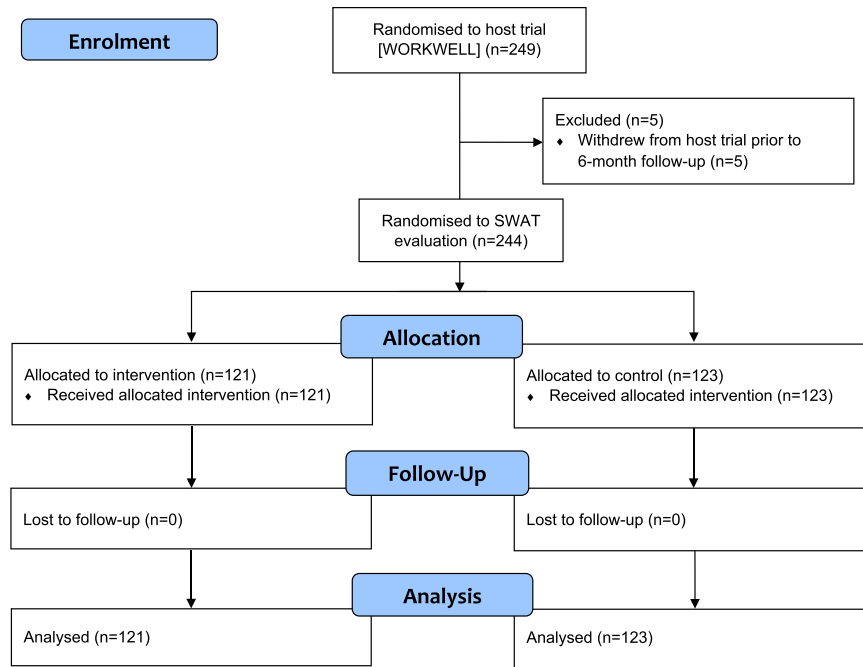 Enrolment
Randomised to host trial
[WORKWELL] (n=249)
Excluded (n=5)
♦ Withdrew from host trial prior to
6-month follow-up (n=5)
Randomised to SWAT
evaluation (n=244)
Allocation
Allocated to intervention (n=121)
♦ Received allocated intervention (n=121)
Allocated to control (n=123)
♦ Received allocated intervention (n=123)
Follow-Up
Lost to follow-up (n=0)
Lost to follow-up (n=0)
Analysis
Analysed (n=121)
Analysed (n=123)